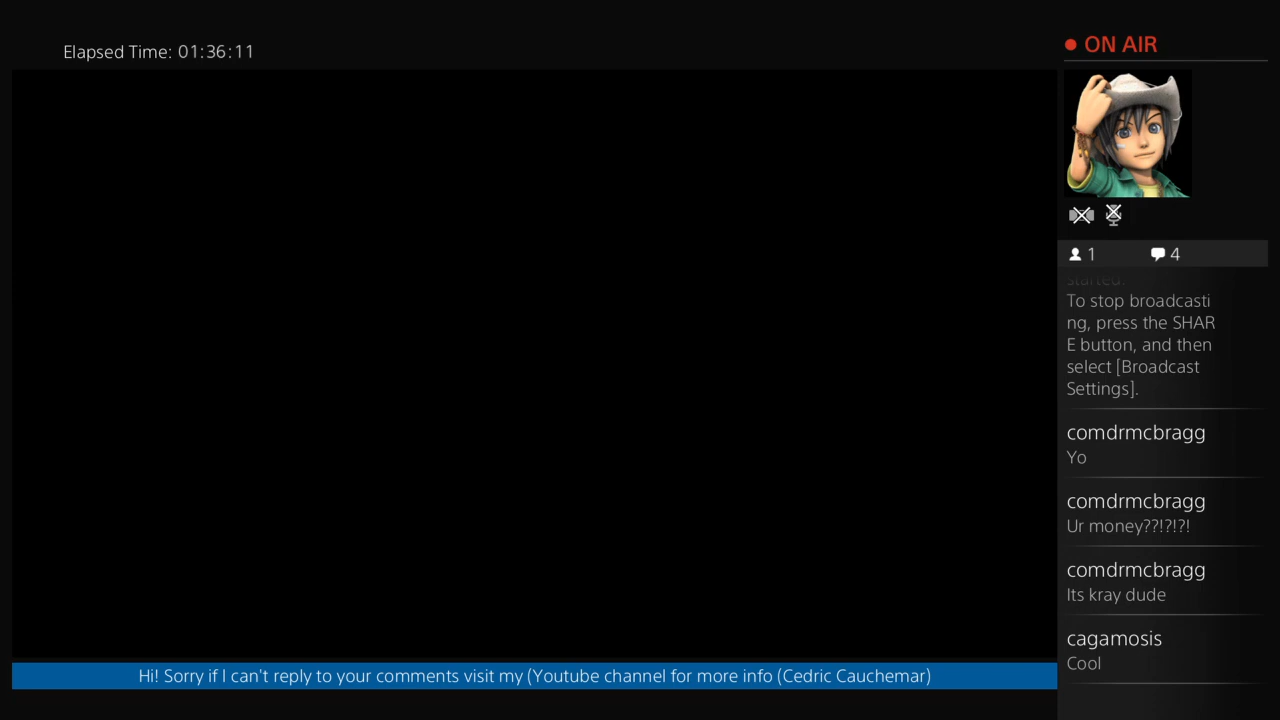 Elapsed Time: 01:36:11
ON AIR
1 4
started.
To stop broadcasti
ng, press the SHAR
E button, and then
select [Broadcast
Settings].
comdrmcbragg
Yo
comdrmcbragg
Ur money??!?!?!
comdrmcbragg
Its kray dude
cagamosis
Cool
Hi! Sorry if I can't reply to your comments visit my (Youtube channel for more info (Cedric Cauchemar)